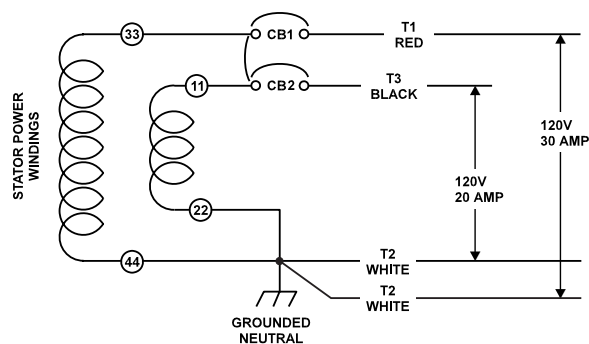 33
CB1
T1
RED
11
CB2
T3
BLACK
STATOR POWER
WINDINGS
120V
30 AMP
120V
20 AMP
22
44
T2
WHITE
T2
WHITE
GROUNDED
NEUTRAL